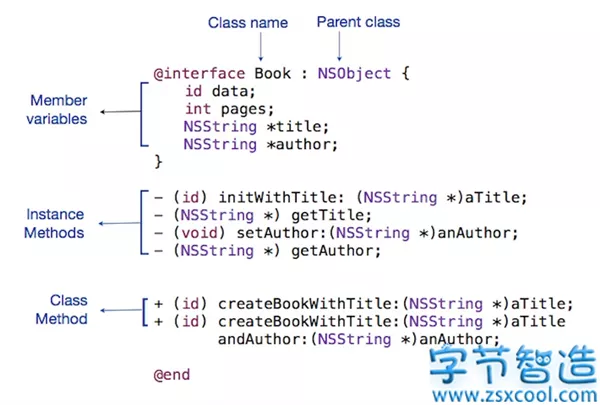 Class name Parent class
@interface Book : NSObject {
Member variables
id data;
int pages;
NSString *title;
NSString *author;
}
Instance Methods
- (id) initWithTitle: (NSString *)aTitle;
- (NSString *) getTitle;
- (void) setAuthor:(NSString *)anAuthor;
- (NSString *) getAuthor;
Class Method
+ (id) createBookWithTitle:(NSString *)aTitle;
+ (id) createBookWithTitle:(NSString *)aTitle
andAuthor:(NSString *)anAuthor;
@end
字节智造
www.zsxcool.com